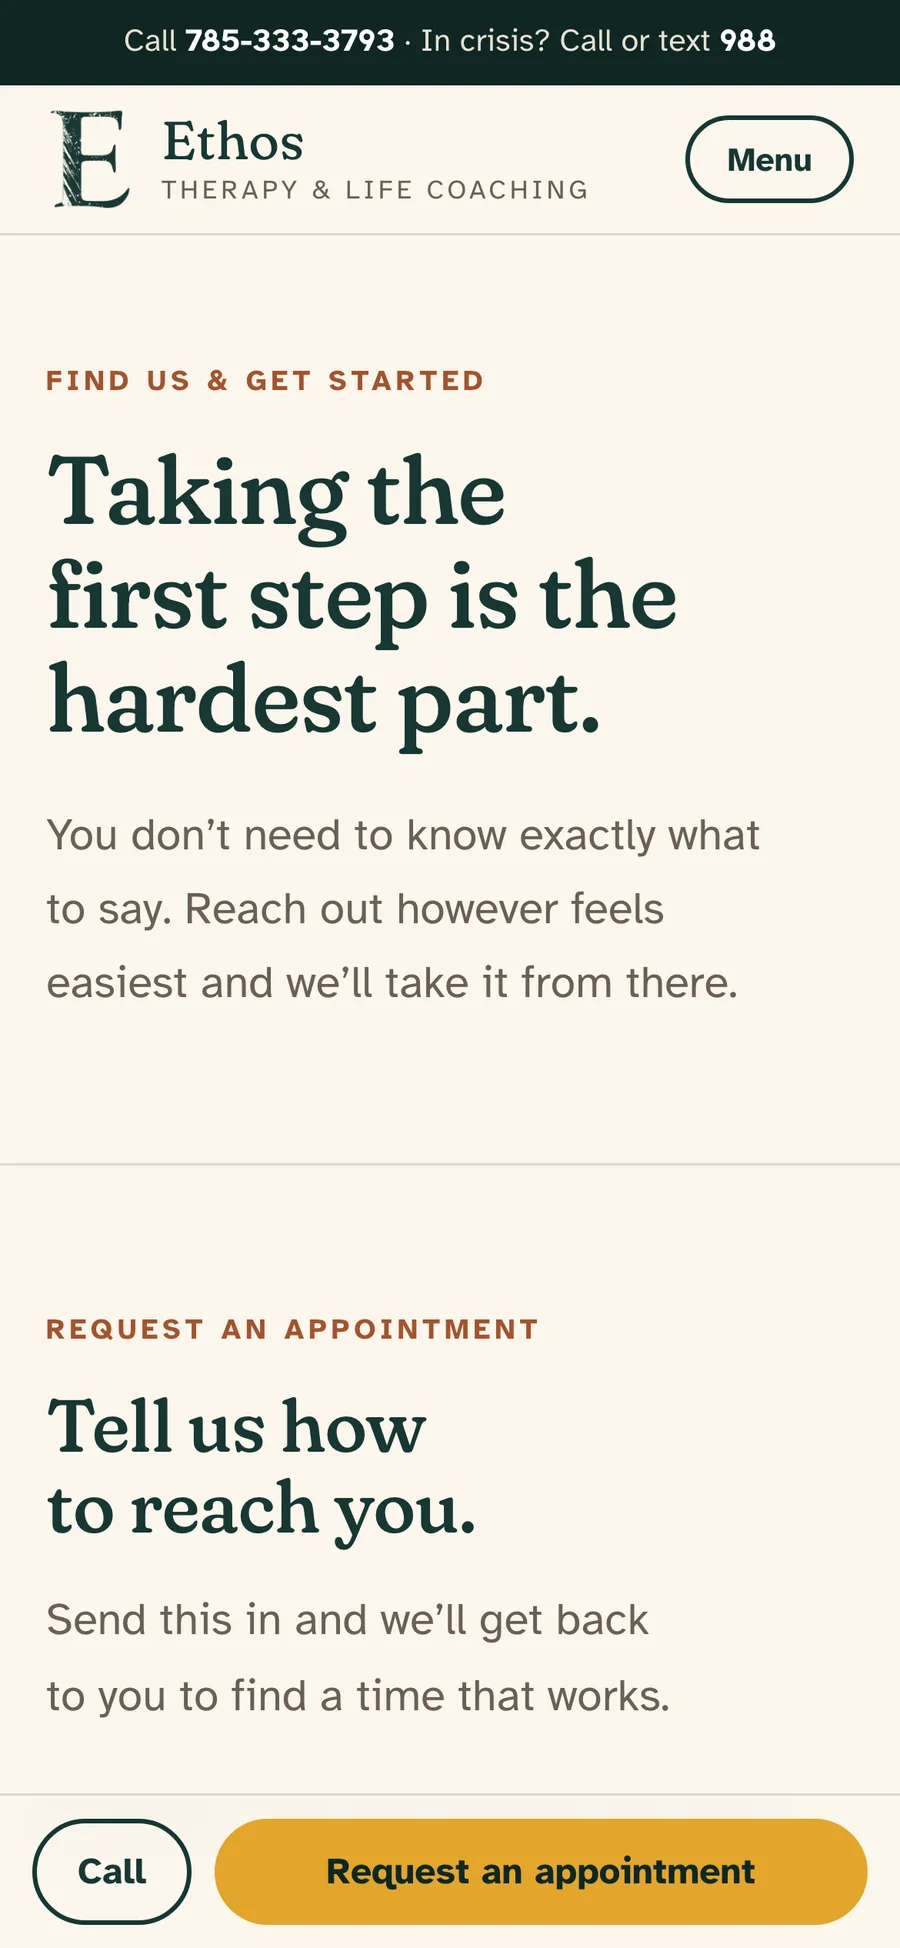 Call 785-333-3793 · In crisis? Call or text 988
E
Ethos
THERAPY & LIFE COACHING
Menu
FIND US & GET STARTED
Taking the
first step is the
hardest part.
You don’t need to know exactly what
to say. Reach out however feels
easiest and we’ll take it from there.
REQUEST AN APPOINTMENT
Tell us how
to reach you.
Send this in and we’ll get back
to you to find a time that works.
Call
Request an appointment